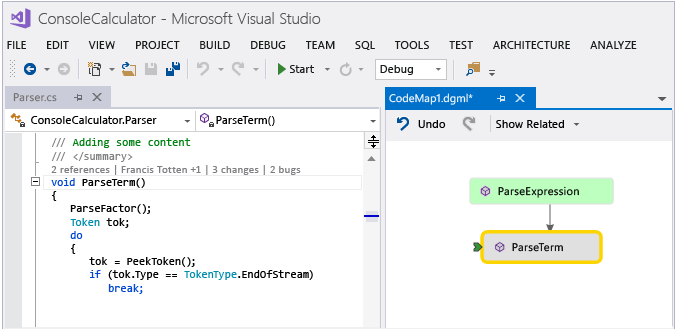 ConsoleCalculator - Microsoft Visual Studio
FILE EDIT VIEW PROJECT BUILD DEBUG TEAM SQL TOOLS TEST ARCHITECTURE ANALYZE
Start Debug
Parser.cs
ConsoleCalculator.Parser ParseTerm()
/// Adding some content
/// </summary>
2 references | Francis Totten +1 | 3 changes | 2 bugs
void ParseTerm()
{
ParseFactor();
Token tok;
do
{
tok = PeekToken();
if (tok.Type == TokenType.EndOfStream)
break;
CodeMap1.dgml*
Undo Show Related
ParseExpression
ParseTerm